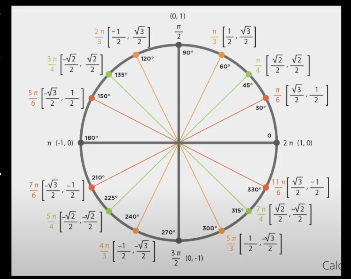 (0, 1)
π/2
2π/3 [-1/2, √3/2]
π/3 [1/2, √3/2]
90°
120°
60°
3π/4 [-√2/2, √2/2]
π/4 [√2/2, √2/2]
135°
45°
5π/6 [-√3/2, 1/2]
π/6 [√3/2, 1/2]
150°
30°
π (-1, 0)
180°
0
2π (1, 0)
7π/6 [-√3/2, -1/2]
11π/6 [√3/2, -1/2]
210°
330°
5π/4 [-√2/2, -√2/2]
7π/4 [√2/2, -√2/2]
225°
315°
240°
300°
4π/3 [-1/2, -√3/2]
5π/3 [1/2, -√3/2]
270°
3π/2 (0, -1)
Calc